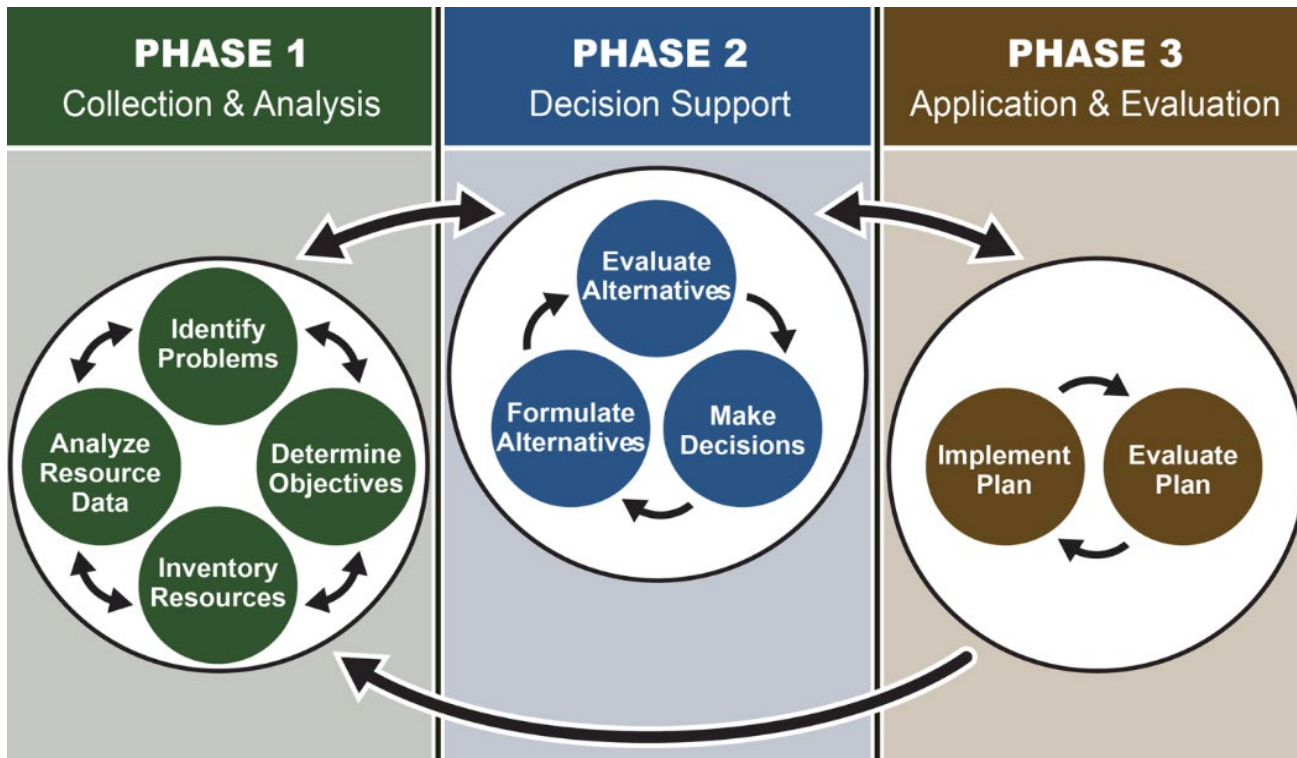 PHASE 1
Collection & Analysis
PHASE 2
Decision Support
PHASE 3
Application & Evaluation
Identify
Problems
Analyze
Resource
Data
Determine
Objectives
Inventory
Resources
Evaluate
Alternatives
Formulate
Alternatives
Make
Decisions
Implement
Plan
Evaluate
Plan